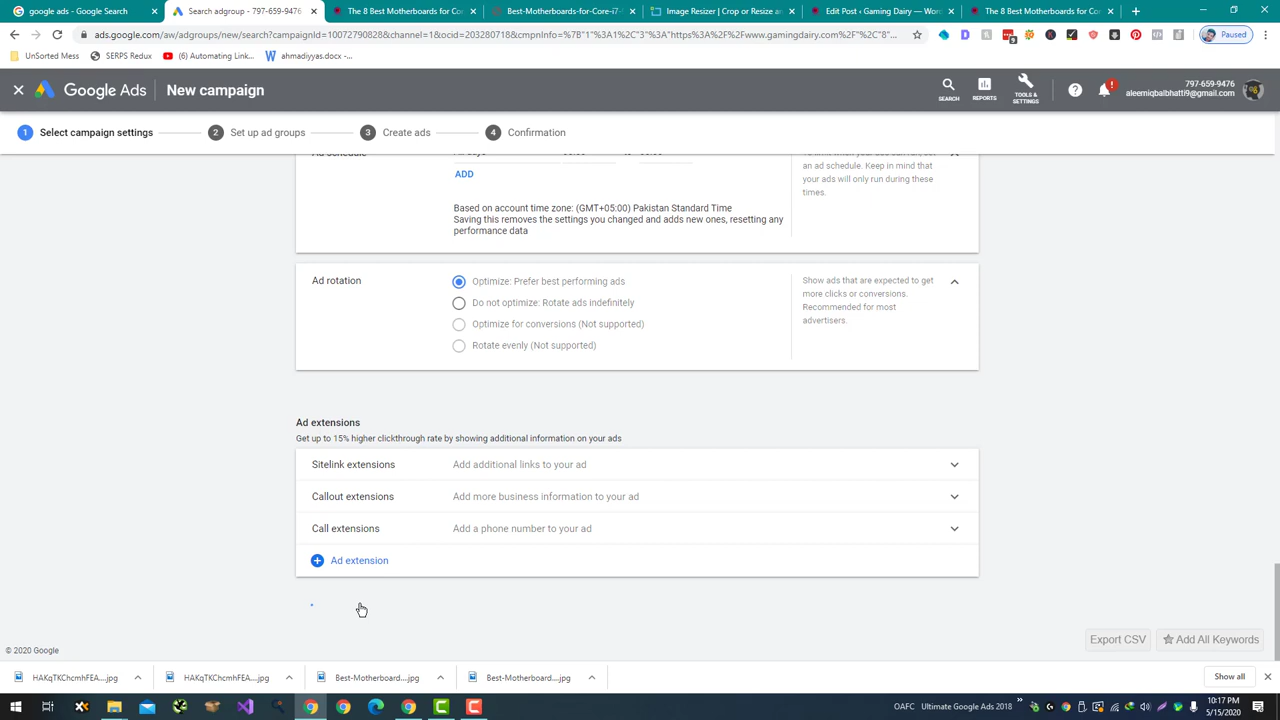 google ads - Google Search
Search adgroup - 797-659-9476
The 8 Best Motherboards for Co
Best-Motherboards-for-Core-i7-
Image Resizer | Crop or Resize an
Edit Post ‹ Gaming Dairy — Wor
The 8 Best Motherboards for Co
ads.google.com/aw/adgroups/new/search?campaignId=10072790828&channel=1&ocid=203280719&cmpnInfo=%7B"1"%3A1%2C"3"%3A"https%3A%2F%2Fwww.gamingdairy.com%2F"%2C"8"...
Paused
UnSorted Mess
SERPS Redux
(2) Automating Link...
ahmadiyyas.docx -...
Google Ads
New campaign
SEARCH
REPORTS
TOOLS & SETTINGS
797-659-9476
aleemiqbalbhatti9@gmail.com
1 Select campaign settings
2 Set up ad groups
3 Create ads
4 Confirmation
Ad schedule
All days
to
ADD
an ad schedule. Keep in mind that
your ads will only run during these
times.
Based on account time zone: (GMT+05:00) Pakistan Standard Time
Saving this removes the settings you changed and adds new ones, resetting any
performance data
Ad rotation
Optimize: Prefer best performing ads
Do not optimize: Rotate ads indefinitely
Optimize for conversions (Not supported)
Rotate evenly (Not supported)
Show ads that are expected to get
more clicks or conversions.
Recommended for most
advertisers.
Ad extensions
Get up to 15% higher clickthrough rate by showing additional information on your ads
Sitelink extensions
Add additional links to your ad
Callout extensions
Add more business information to your ad
Call extensions
Add a phone number to your ad
Ad extension
Export CSV
Add All Keywords
© 2020 Google
HAKqTKChcmhFEA....jpg
HAKqTKChcmhFEA....jpg
Best-Motherboard....jpg
Best-Motherboard....jpg
Show all
OAFC
Ultimate Google Ads 2018
10:17 PM
5/15/2020